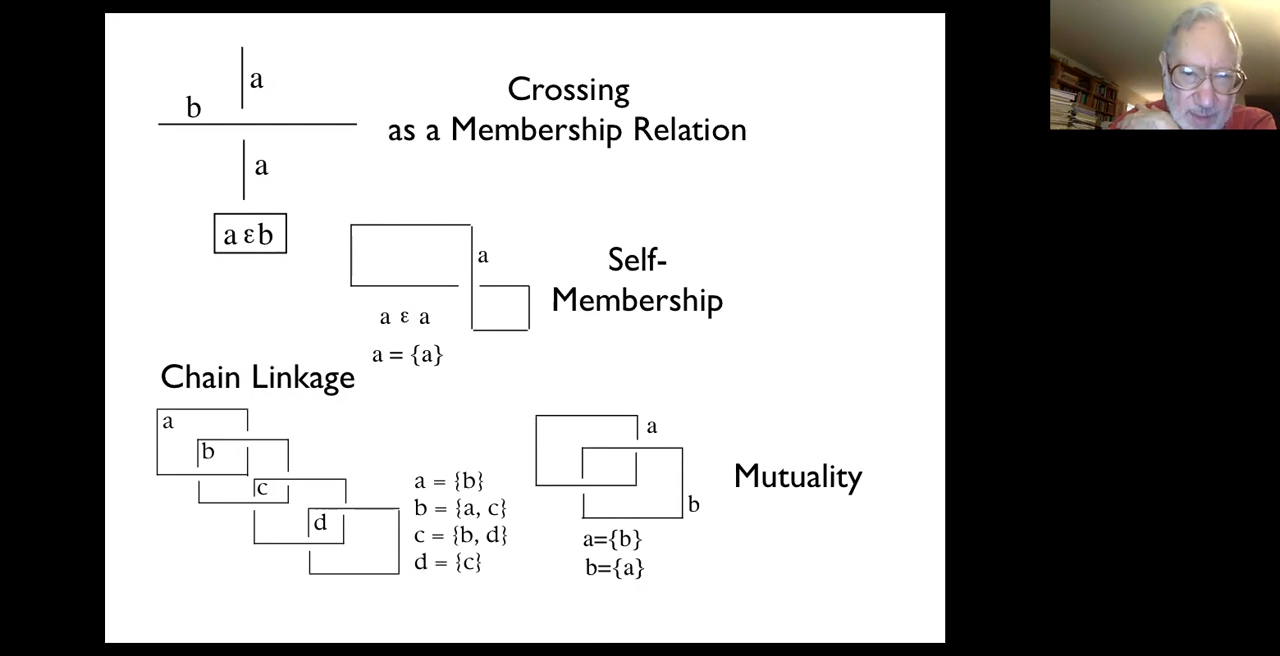 a
b
Crossing
as a Membership Relation
a
a ε b
a
Self-
Membership
a ε a
a = {a}
Chain Linkage
a
b
c
d
a = {b}
b = {a, c}
c = {b, d}
d = {c}
a
b
Mutuality
a={b}
b={a}